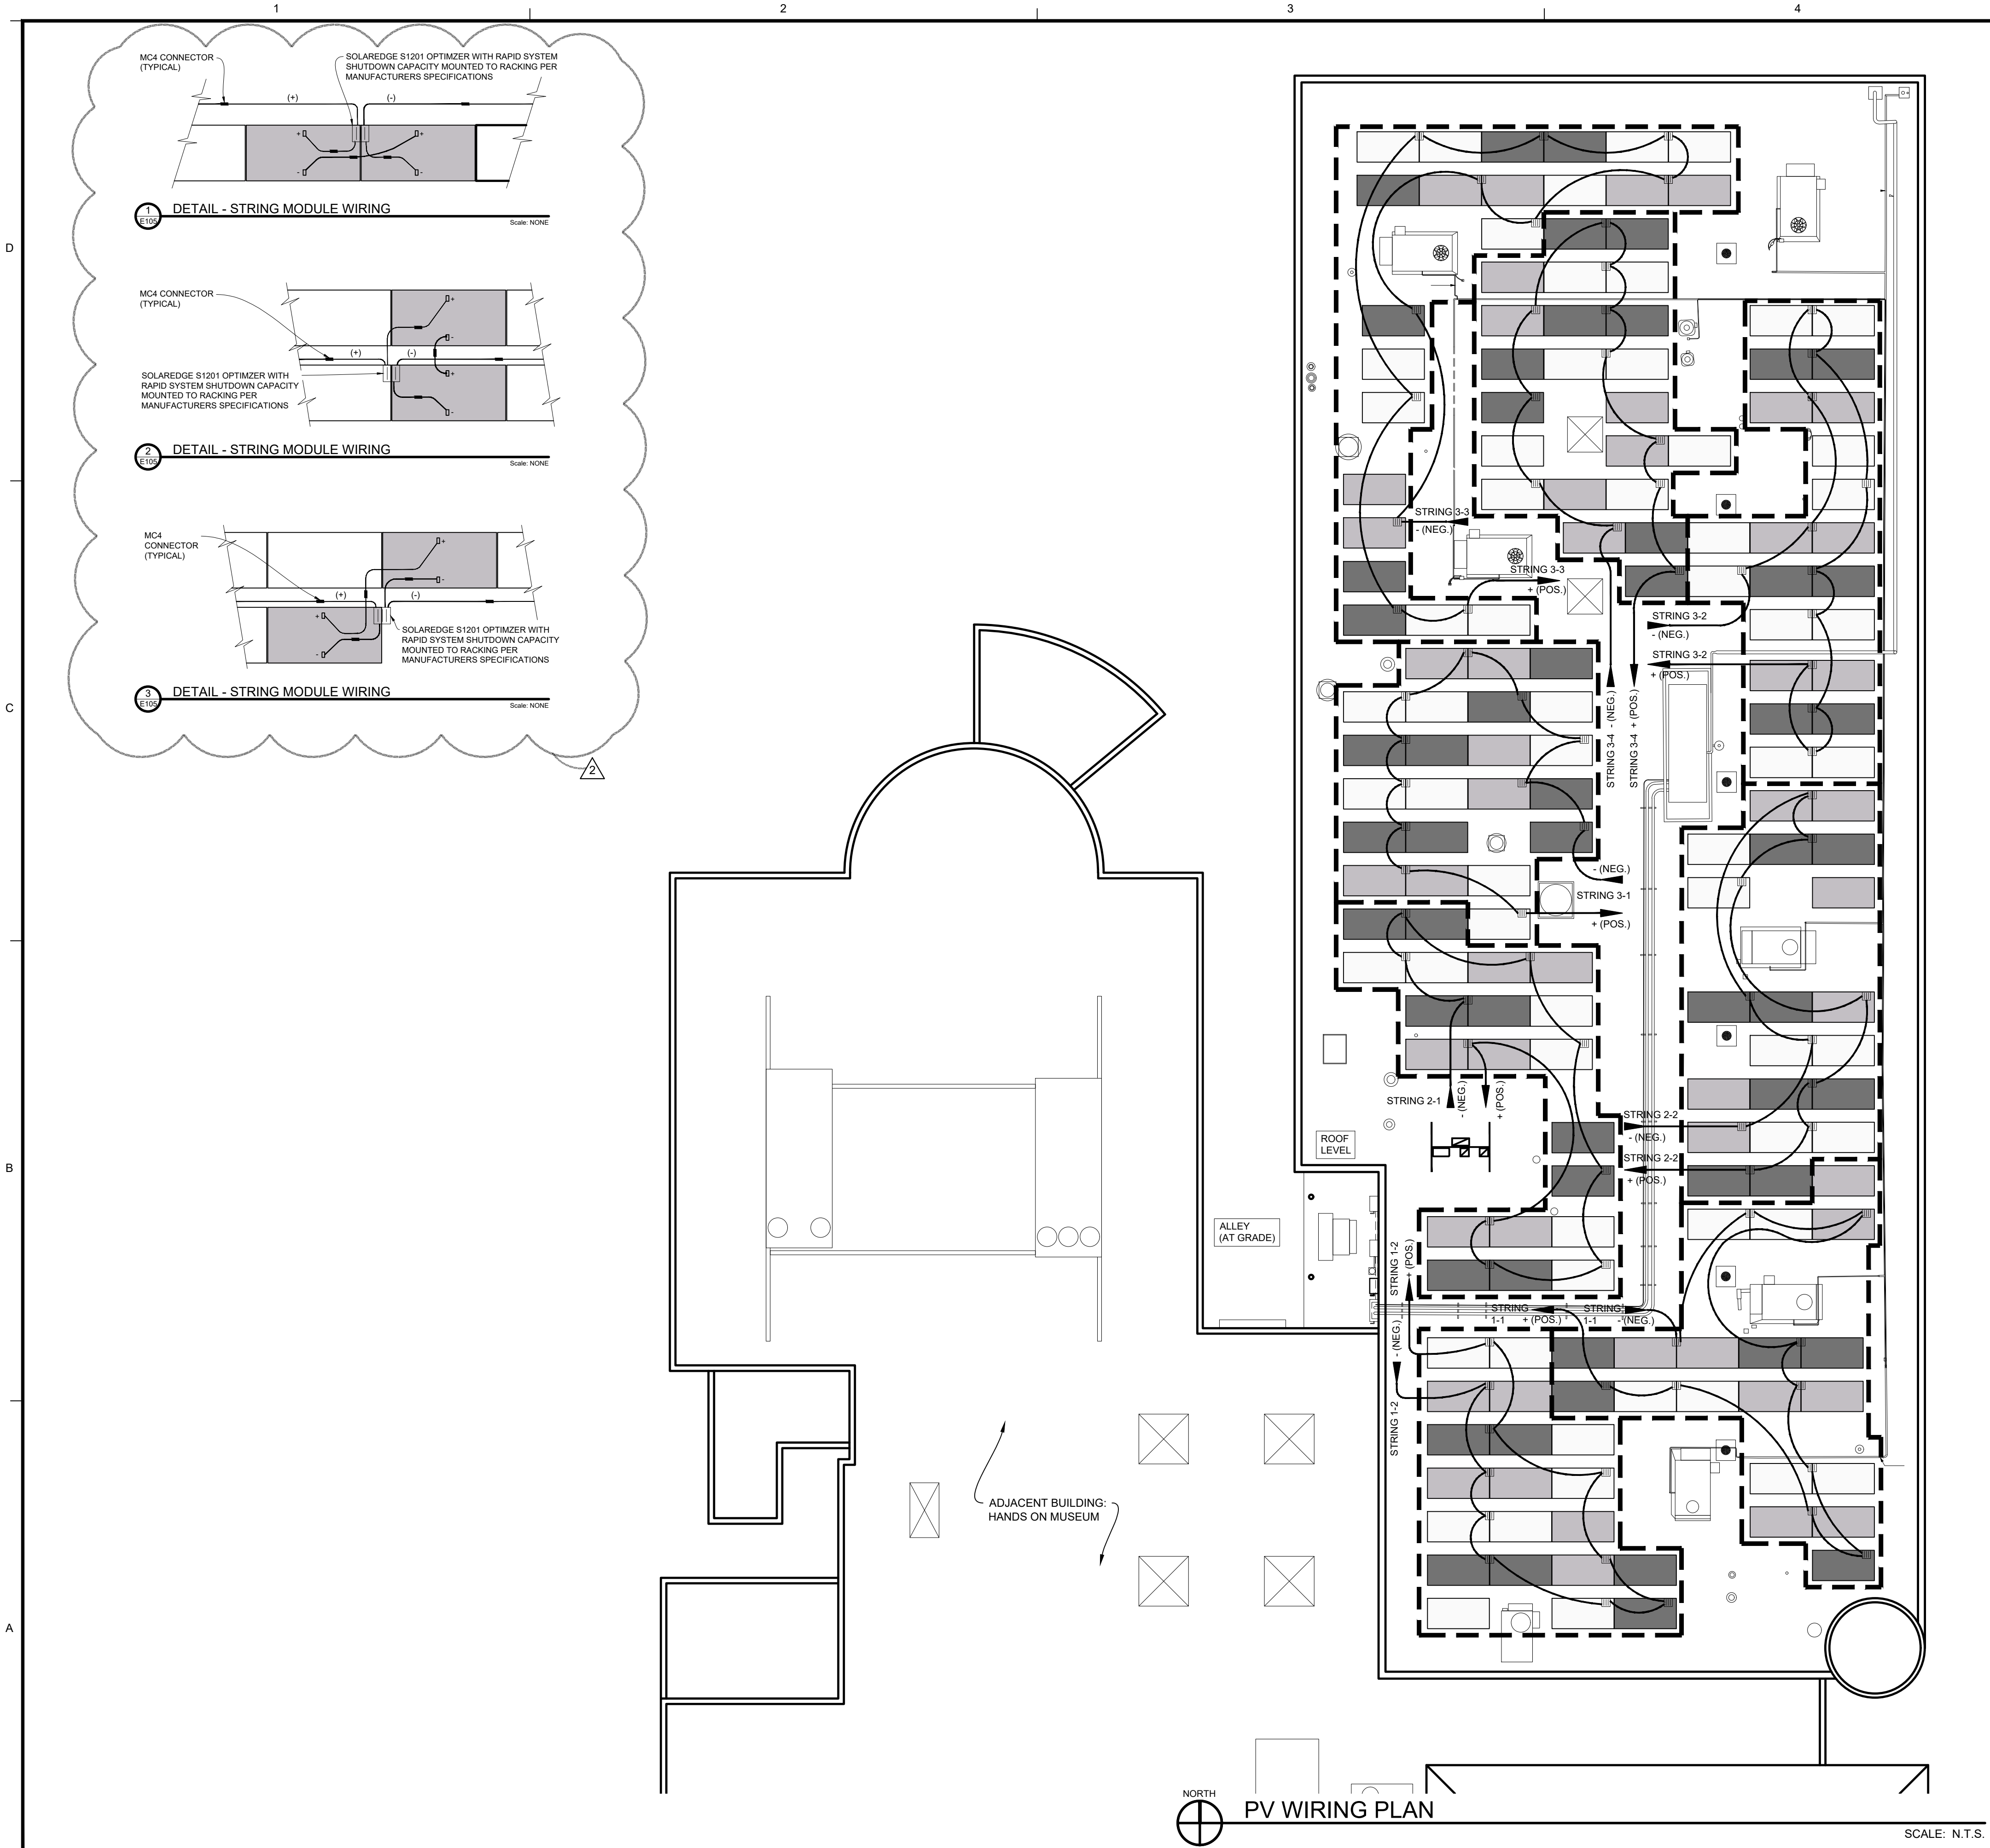 1
2
3
4
D
C
B
A
MC4 CONNECTOR
(TYPICAL)
SOLAREDGE S1201 OPTIMZER WITH RAPID SYSTEM
SHUTDOWN CAPACITY MOUNTED TO RACKING PER
MANUFACTURERS SPECIFICATIONS
(+)
(-)
+
+
-
-
1
E105
DETAIL - STRING MODULE WIRING
Scale: NONE
MC4 CONNECTOR
(TYPICAL)
+
-
(+)
(-)
+
-
SOLAREDGE S1201 OPTIMZER WITH
RAPID SYSTEM SHUTDOWN CAPACITY
MOUNTED TO RACKING PER
MANUFACTURERS SPECIFICATIONS
2
E105
DETAIL - STRING MODULE WIRING
Scale: NONE
MC4
CONNECTOR
(TYPICAL)
+
-
(+)
(-)
+
-
SOLAREDGE S1201 OPTIMZER WITH
RAPID SYSTEM SHUTDOWN CAPACITY
MOUNTED TO RACKING PER
MANUFACTURERS SPECIFICATIONS
3
E105
DETAIL - STRING MODULE WIRING
Scale: NONE
2
STRING 3-3
- (NEG.)
STRING 3-3
+ (POS.)
STRING 3-2
- (NEG.)
STRING 3-2
+ (POS.)
STRING 3-4 - (NEG.)
STRING 3-4 + (POS.)
- (NEG.)
STRING 3-1
+ (POS.)
STRING 2-1
- (NEG.)
+ (POS.)
STRING 2-2
- (NEG.)
STRING 2-2
+ (POS.)
ROOF
LEVEL
ALLEY
(AT GRADE)
STRING 1-2
+ (POS.)
STRING
1-1 + (POS.)
STRING
1-1 - (NEG.)
- (NEG.)
STRING 1-2
ADJACENT BUILDING:
HANDS ON MUSEUM
NORTH
PV WIRING PLAN
SCALE: N.T.S.